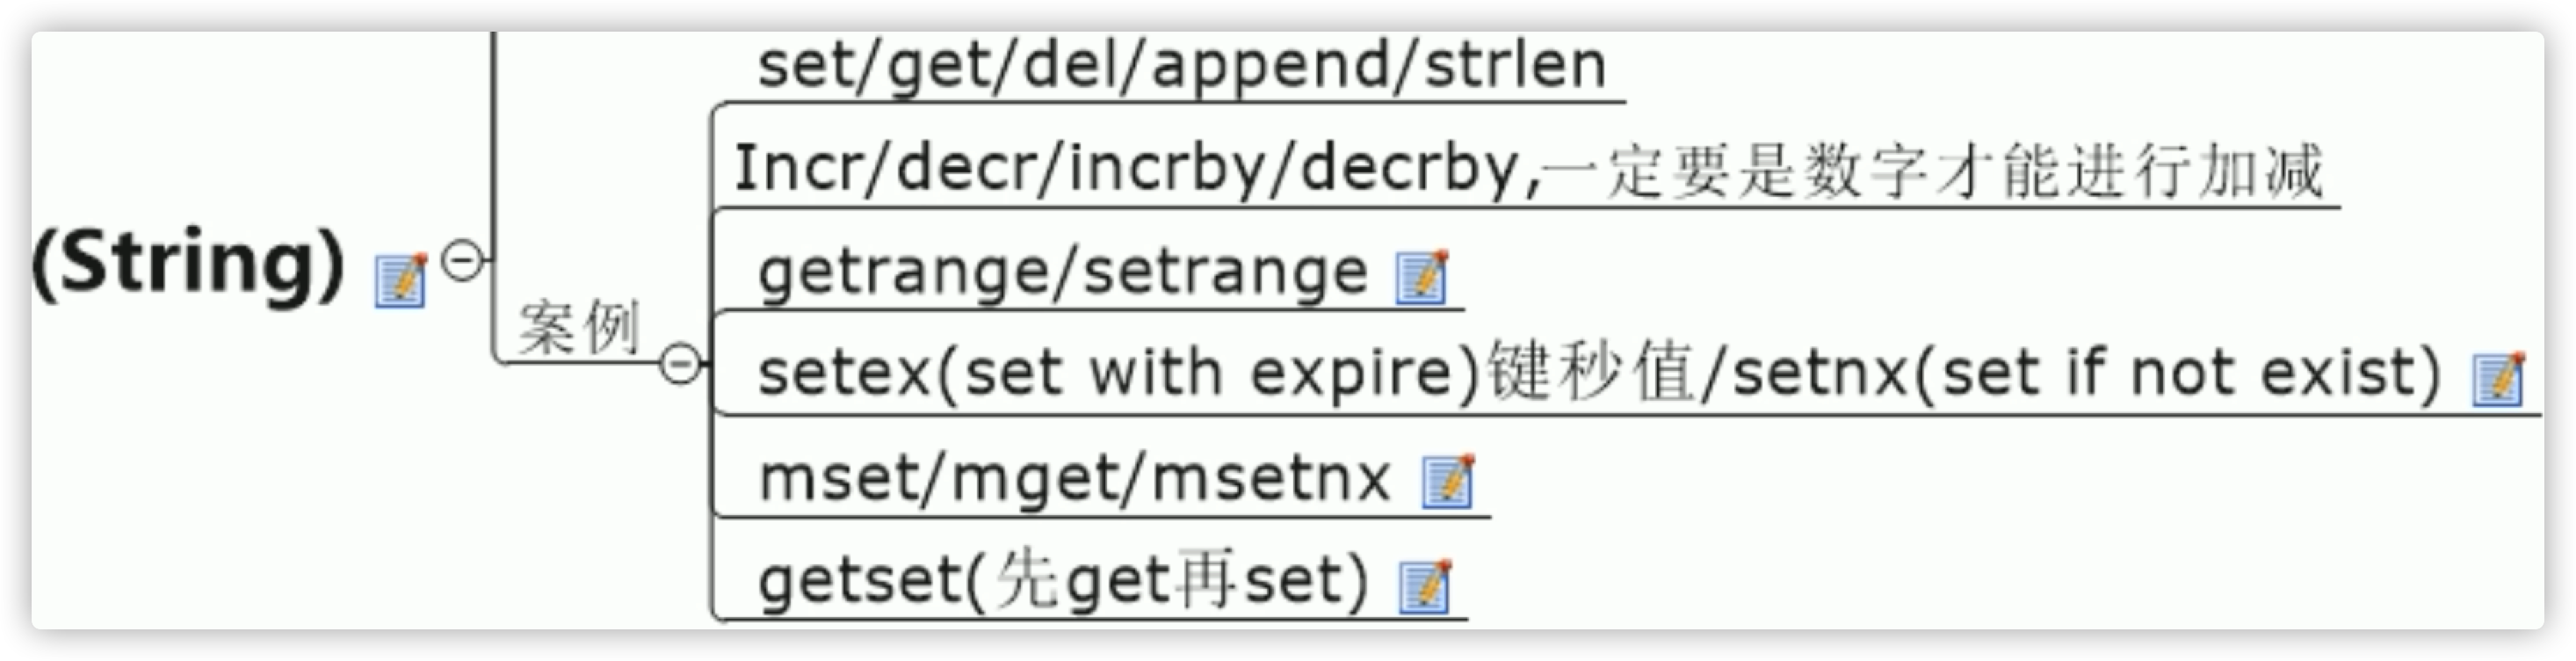 set/get/del/append/strlen
Incr/decr/incrby/decrby,一定要是数字才能进行加减
(String)
getrange/setrange
案例
setex(set with expire)键秒值/setnx(set if not exist)
mset/mget/msetnx
getset(先get再set)